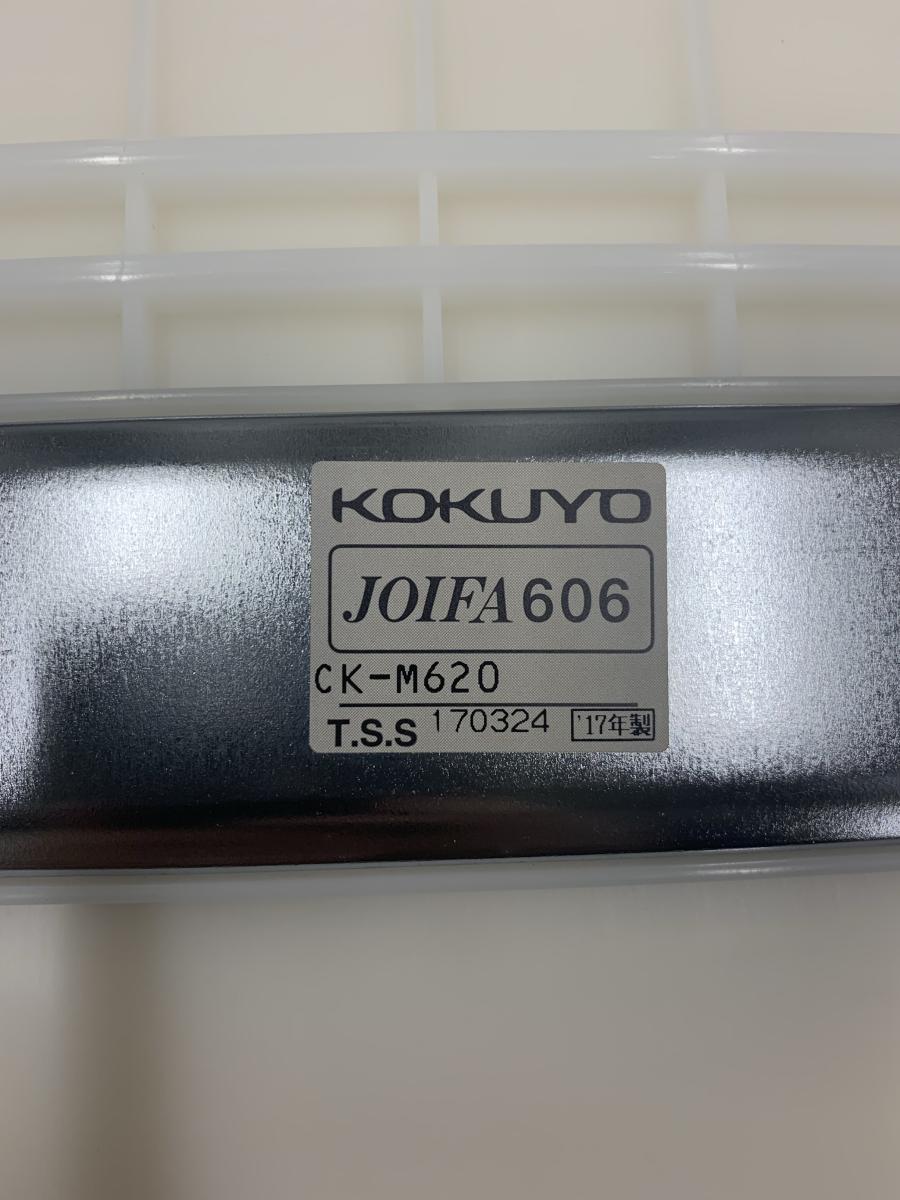 KOKUYO
JOIFA606
CK-M620
T.S.S 170324 '17年製